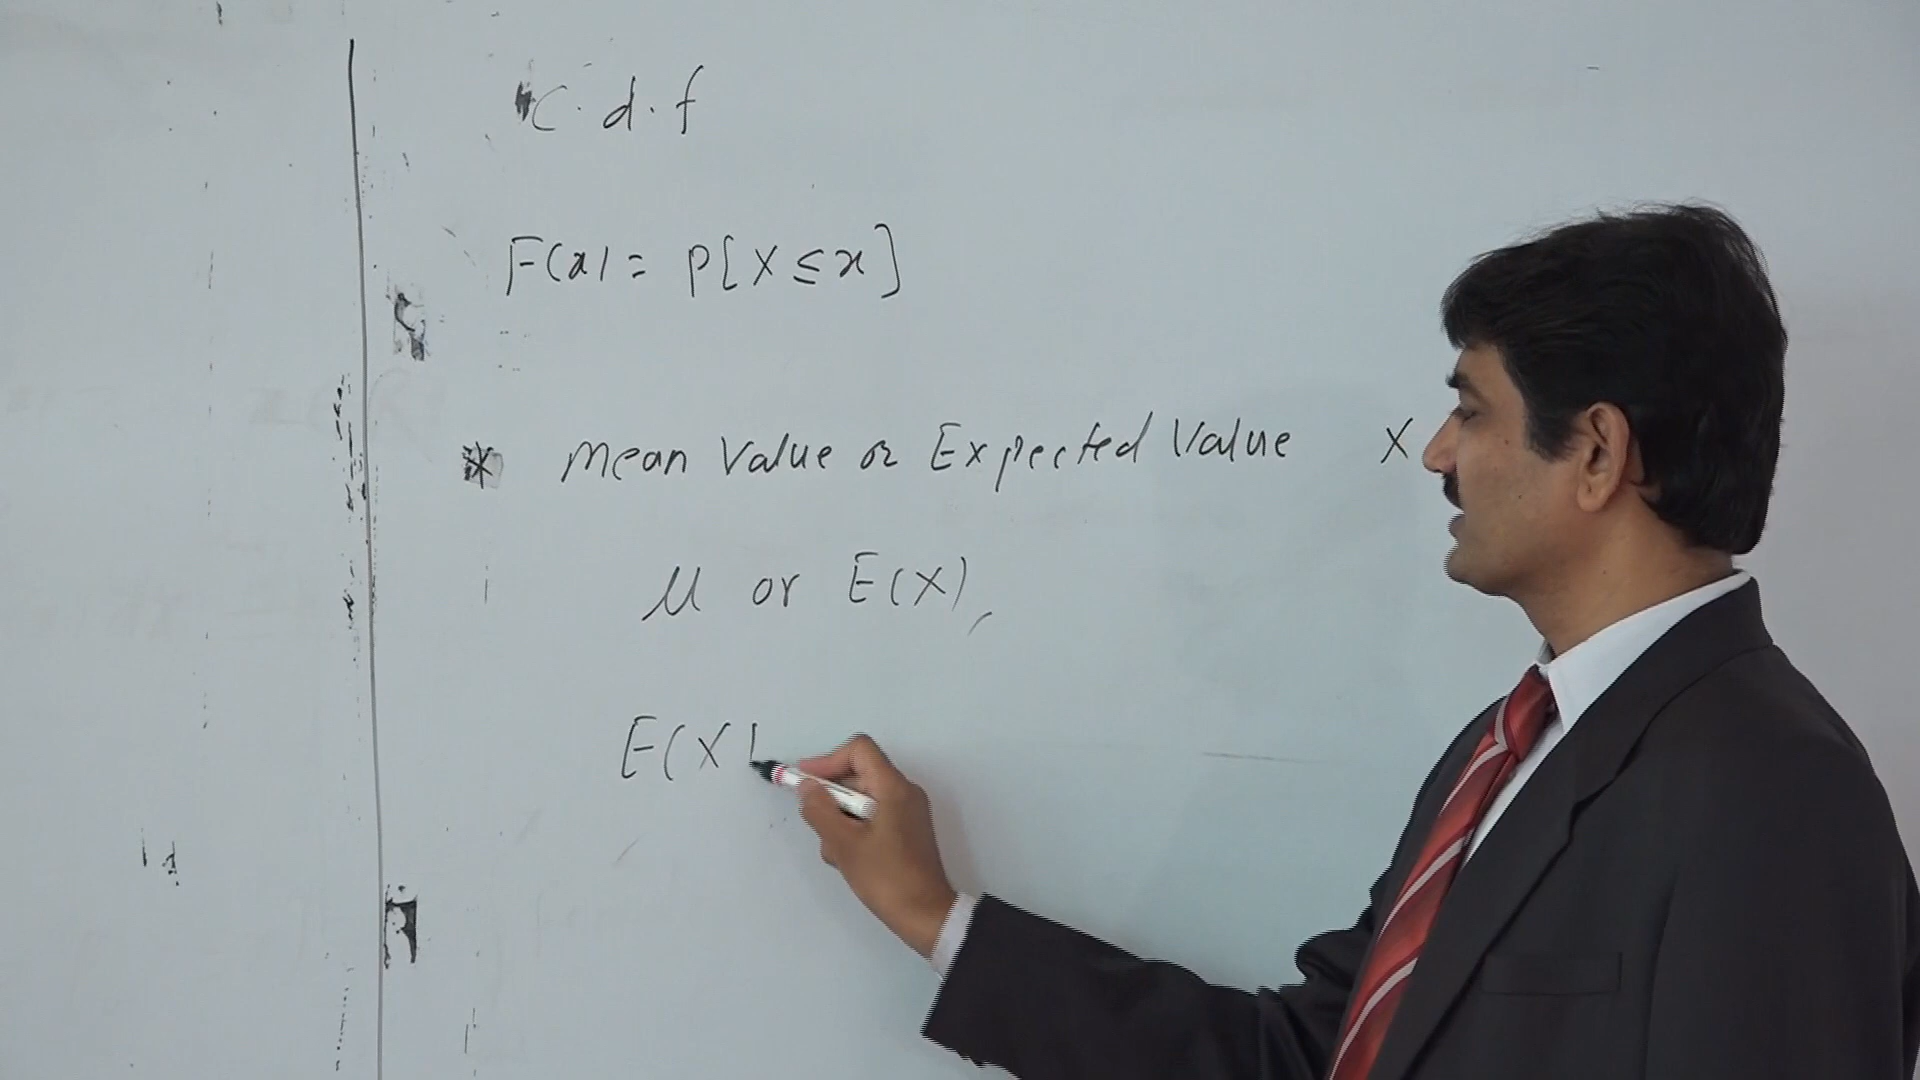 C.d.f
F(x) = P[X ≤ x]
* Mean Value or Expected Value X
μ or E(X),
E(X)